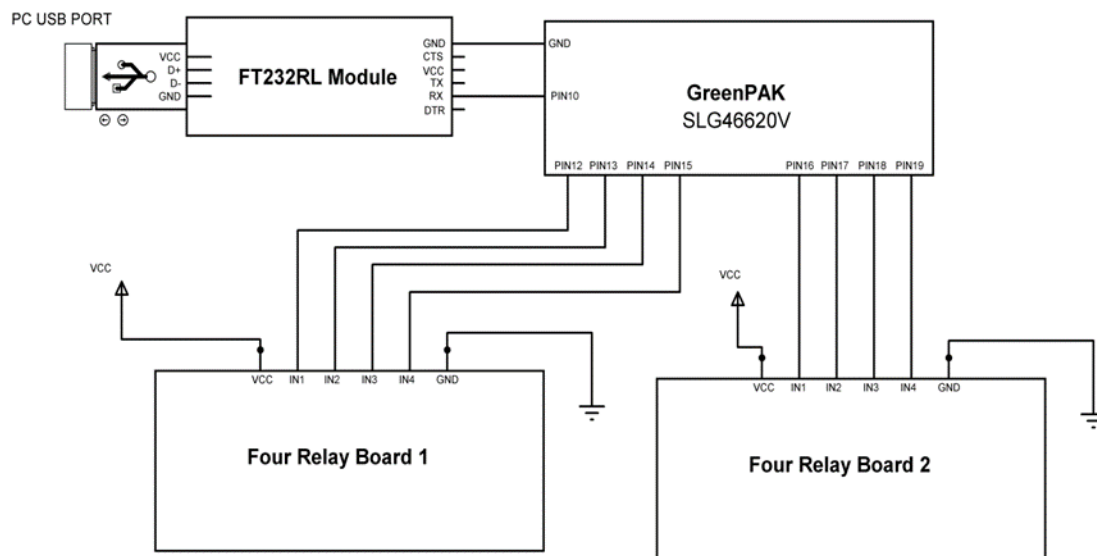 PC USB PORT
VCC
D+
D-
GND
FT232RL Module
GND
CTS
VCC
TX
RX
DTR
GND
PIN10
GreenPAK
SLG46620V
PIN12 PIN13 PIN14 PIN15 PIN16 PIN17 PIN18 PIN19
VCC
VCC
VCC IN1 IN2 IN3 IN4 GND
Four Relay Board 1
VCC IN1 IN2 IN3 IN4 GND
Four Relay Board 2